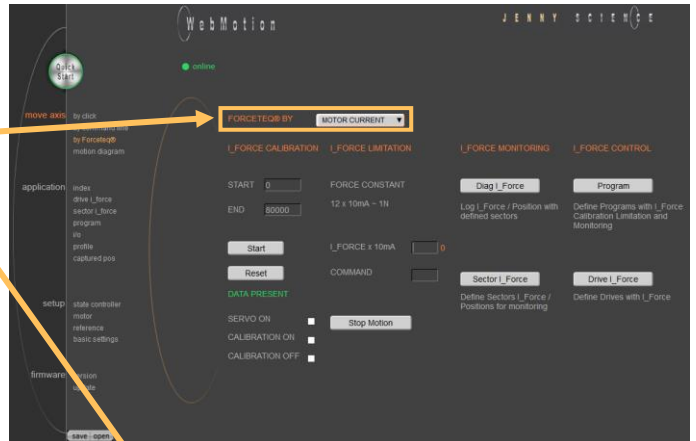 WebMotion
JENNY SCIENCE
Quick
Start
online
move axis
by click
by command line
by Forceteq®
motion diagram
application
index
drive i_force
sector i_force
program
i/o
profile
captured pos
setup
state controller
motor
reference
basic settings
firmware
version
update
save open
FORCETEQ® BY MOTOR CURRENT
I_FORCE CALIBRATION
START 0
END 80000
Start
Reset
DATA PRESENT
SERVO ON
CALIBRATION ON
CALIBRATION OFF
I_FORCE LIMITATION
FORCE CONSTANT
12 x 10mA ~ 1N
I_FORCE x 10mA 0
COMMAND
Stop Motion
I_FORCE MONITORING
Diag I_Force
Log I_Force / Position with
defined sectors
Sector I_Force
Define Sectors I_Force /
Positions for monitoring
I_FORCE CONTROL
Program
Define Programs with I_Force
Calibration Limitation and
Monitoring
Drive I_Force
Define Drives with I_Force